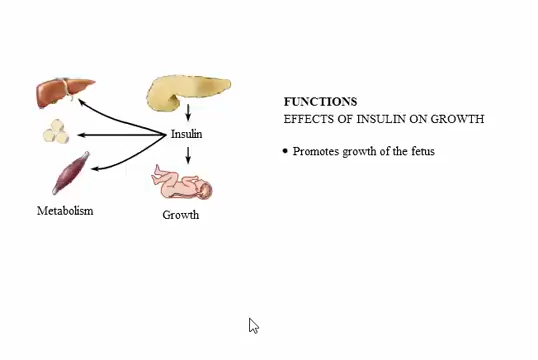 Insulin
Metabolism
Growth
FUNCTIONS
EFFECTS OF INSULIN ON GROWTH
• Promotes growth of the fetus